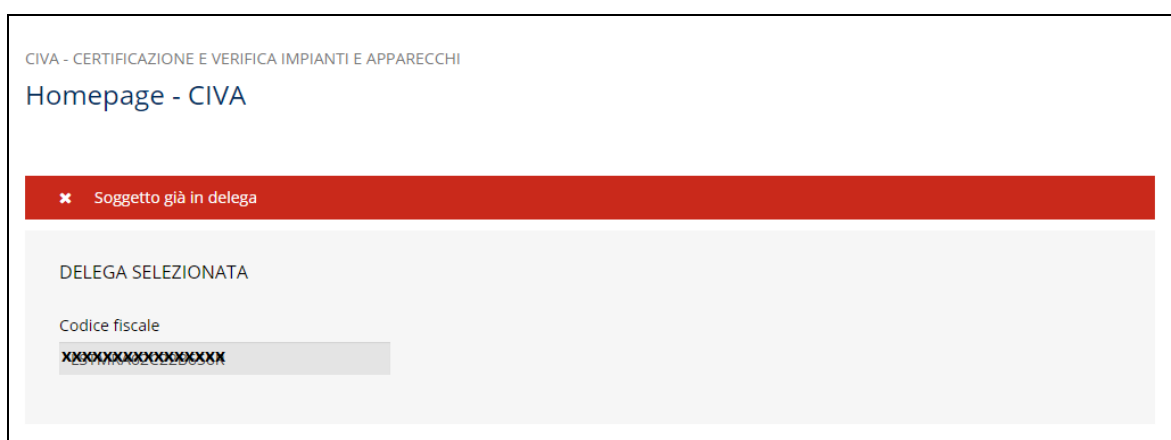 CIVA - CERTIFICAZIONE E VERIFICA IMPIANTI E APPARECCHI
Homepage - CIVA
✖ Soggetto già in delega
DELEGA SELEZIONATA
Codice fiscale
XXXXXXXXXXXXXXXX